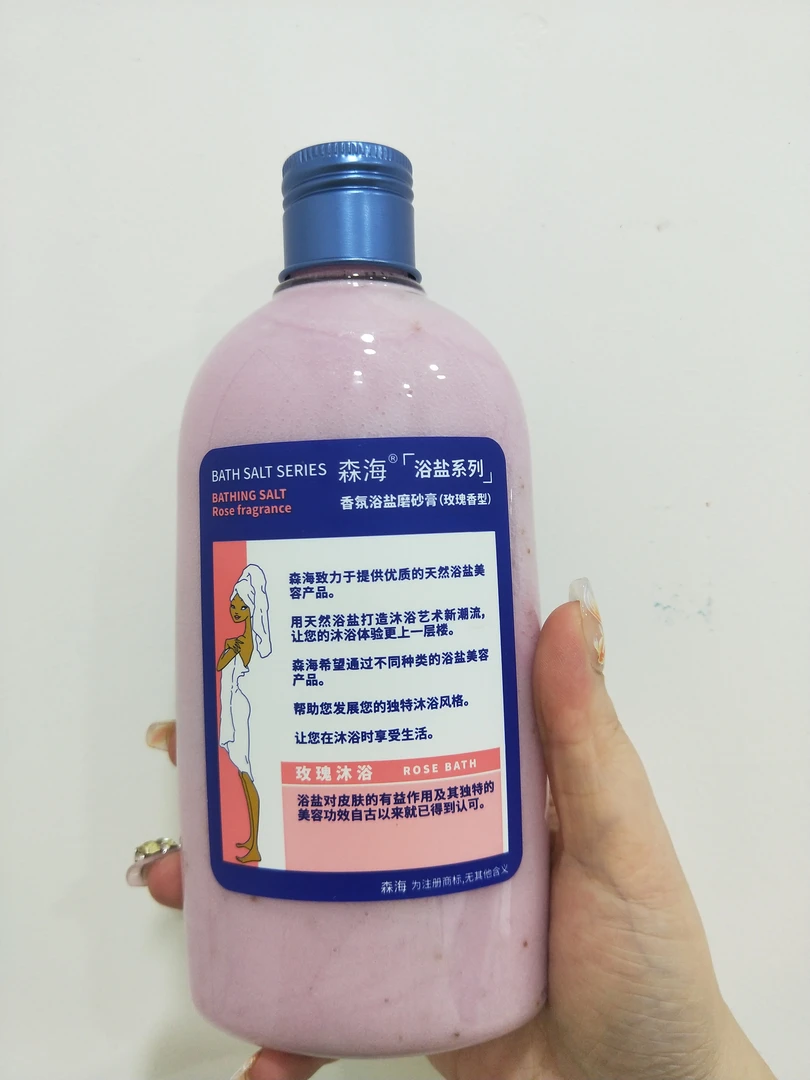 BATH SALT SERIES 森海®「浴盐系列」
BATHING SALT
Rose fragrance
香氛浴盐磨砂膏(玫瑰香型)
森海致力于提供优质的天然浴盐美
容产品。
用天然浴盐打造沐浴艺术新潮流,
让您的沐浴体验更上一层楼。
森海希望通过不同种类的浴盐美容
产品。
帮助您发展您的独特沐浴风格。
让您在沐浴时享受生活。
玫瑰沐浴 ROSE BATH
浴盐对皮肤的有益作用及其独特的
美容功效自古以来就已得到认可。
森海 为注册商标,无其他含义